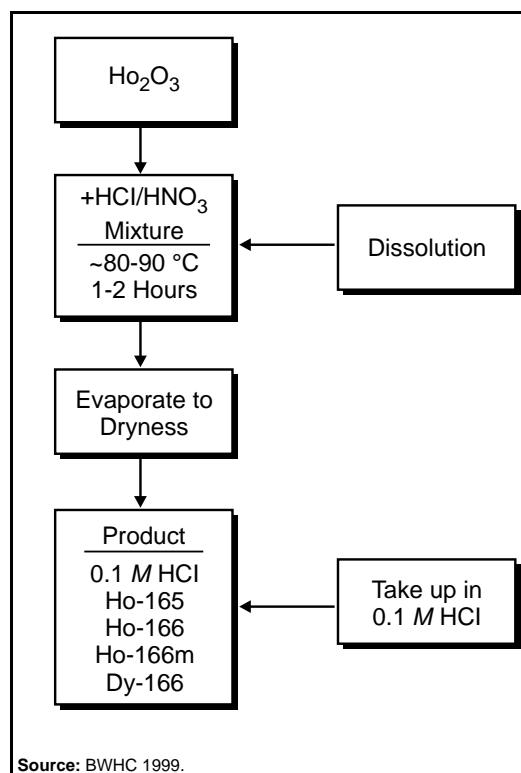 Ho₂O₃
+HCl/HNO₃
Mixture
~80-90 °C
1-2 Hours
Dissolution
Evaporate to
Dryness
Product
0.1 M HCl
Ho-165
Ho-166
Ho-166m
Dy-166
Take up in
0.1 M HCl
Source: BWHC 1999.